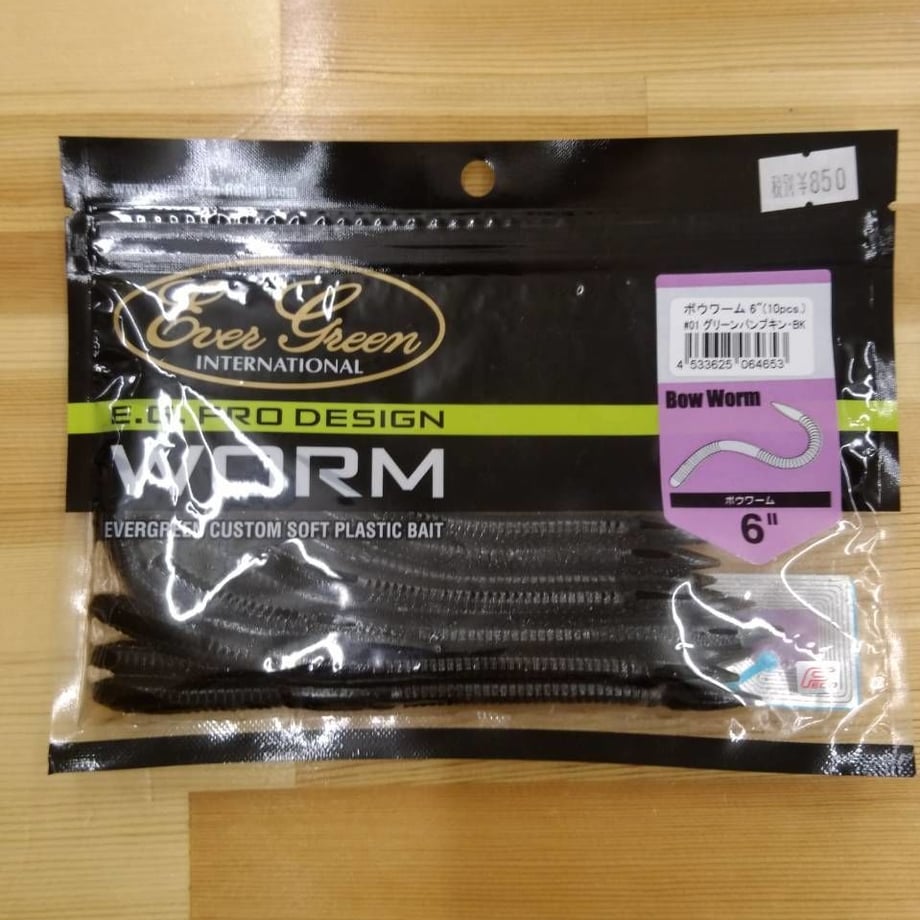 税別¥850
Ever Green
INTERNATIONAL
E.G. PRO DESIGN
WORM
EVERGREEN CUSTOM SOFT PLASTIC BAIT
ボウワーム 6"(10pcs.)
#01 グリーンパンプキン・BK
4 533625 064653
Bow Worm
ボウワーム
6"